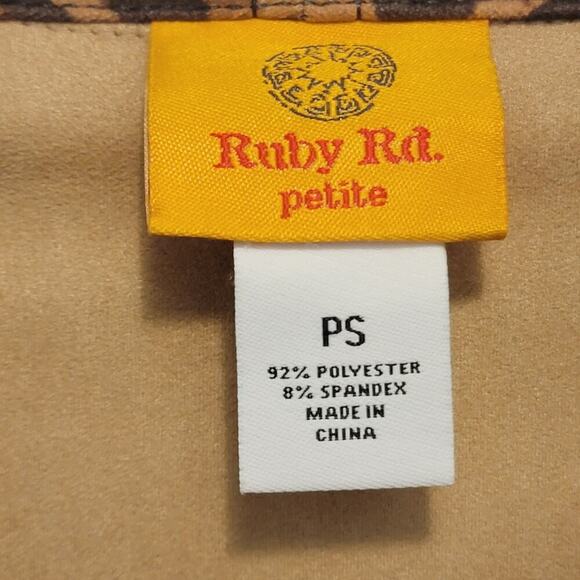 Ruby Rd.
petite
PS
92% POLYESTER
8% SPANDEX
MADE IN
CHINA